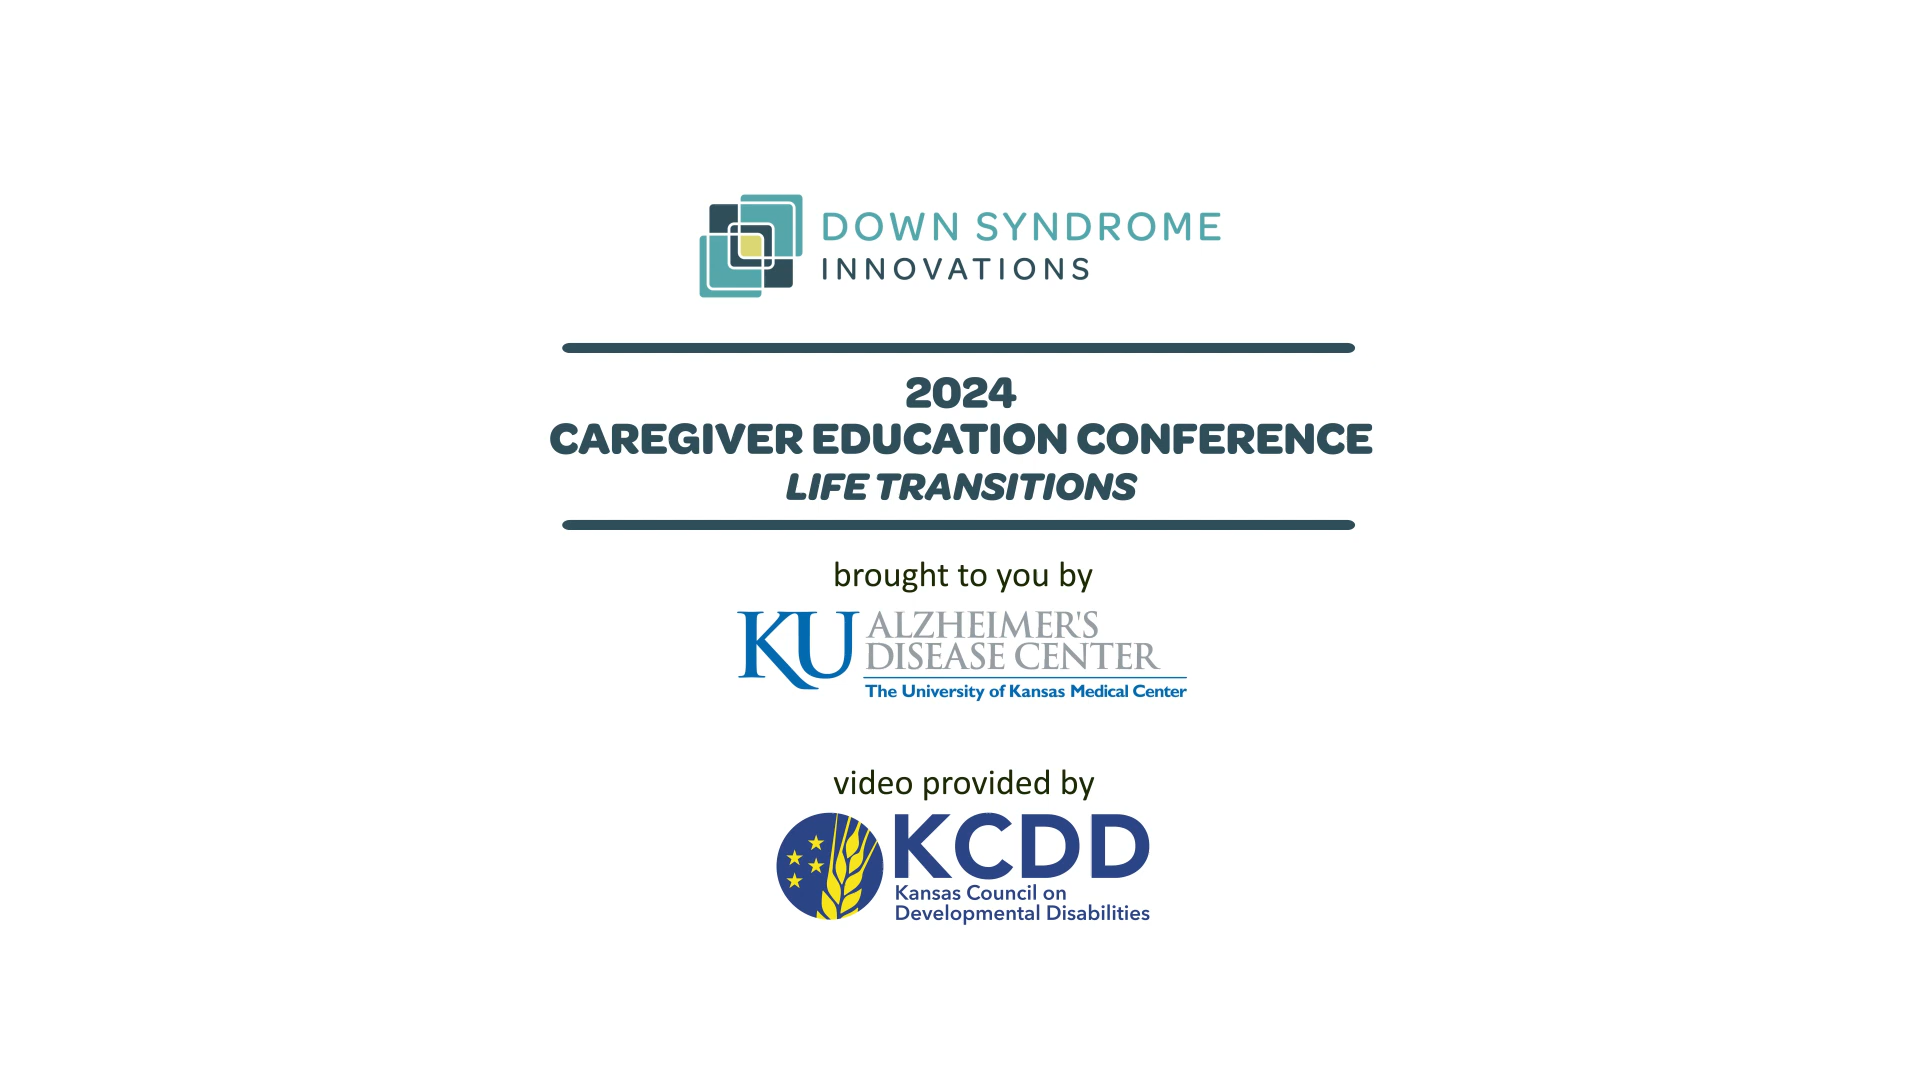 DOWN SYNDROME
INNOVATIONS
2024
CAREGIVER EDUCATION CONFERENCE
LIFE TRANSITIONS
brought to you by
KU ALZHEIMER'S
DISEASE CENTER
The University of Kansas Medical Center
video provided by
KCDD
Kansas Council on
Developmental Disabilities